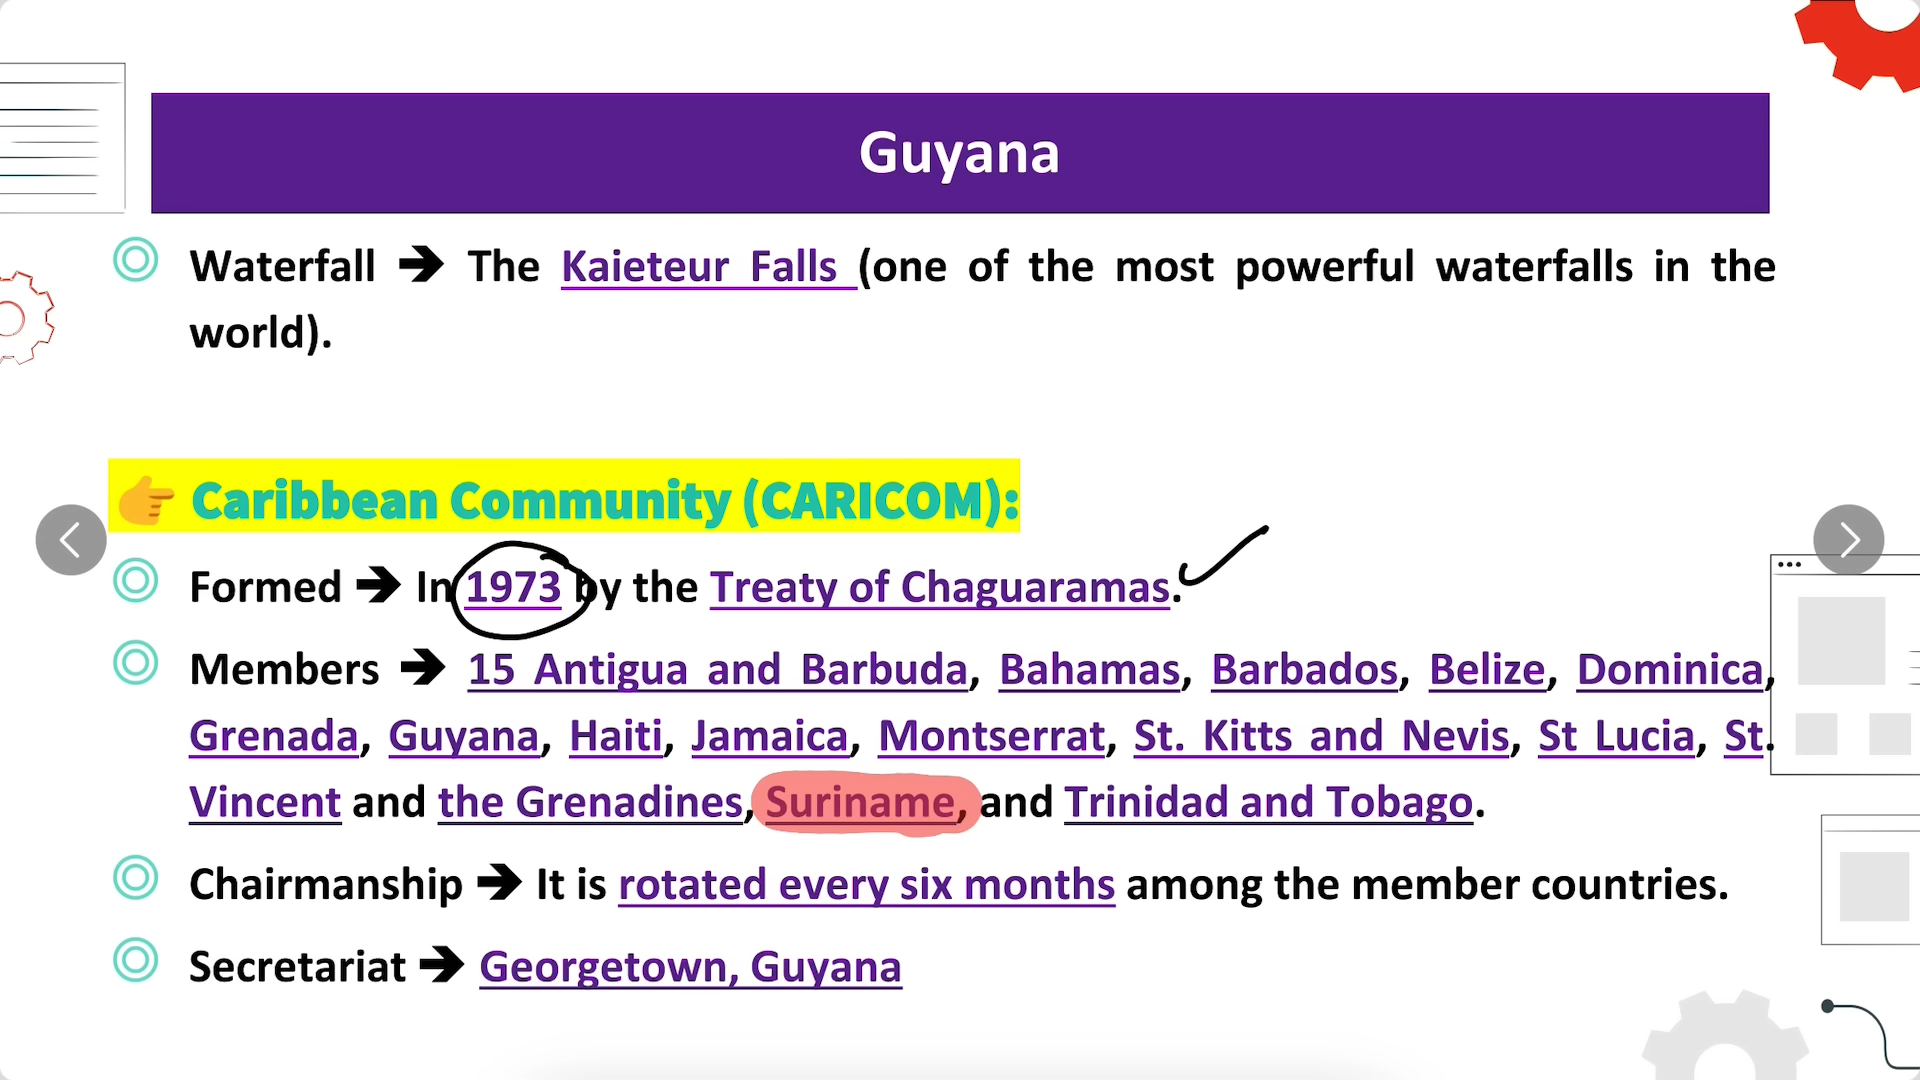 Guyana
Waterfall ➔ The Kaieteur Falls (one of the most powerful waterfalls in the
world).
👉 Caribbean Community (CARICOM):
Formed ➔ In 1973 by the Treaty of Chaguaramas.
Members ➔ 15 Antigua and Barbuda, Bahamas, Barbados, Belize, Dominica,
Grenada, Guyana, Haiti, Jamaica, Montserrat, St. Kitts and Nevis, St Lucia, St.
Vincent and the Grenadines, Suriname, and Trinidad and Tobago.
Chairmanship ➔ It is rotated every six months among the member countries.
Secretariat ➔ Georgetown, Guyana